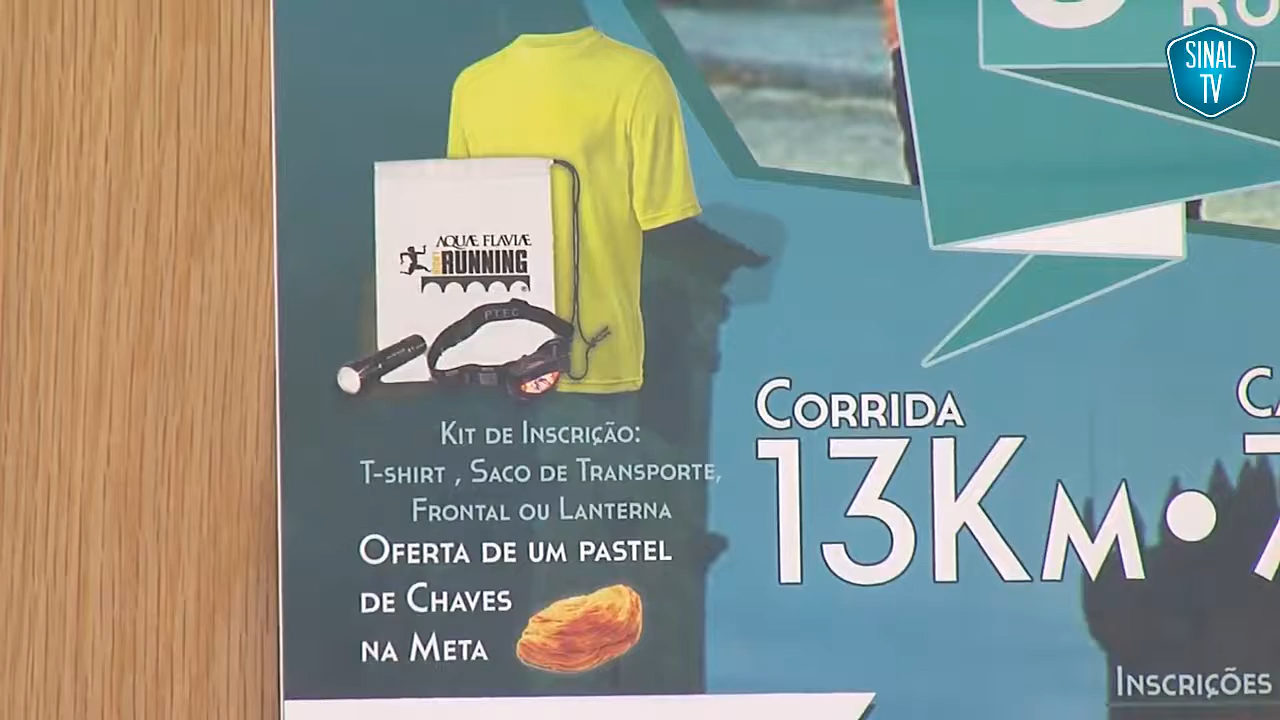 SINAL
TV
AQUÆ FLAVIÆ
RUNNING
PTEC
KIT DE INSCRIÇÃO:
T-SHIRT , SACO DE TRANSPORTE,
FRONTAL OU LANTERNA
OFERTA DE UM PASTEL
DE CHAVES
NA META
CORRIDA
13KM•
INSCRIÇÕES